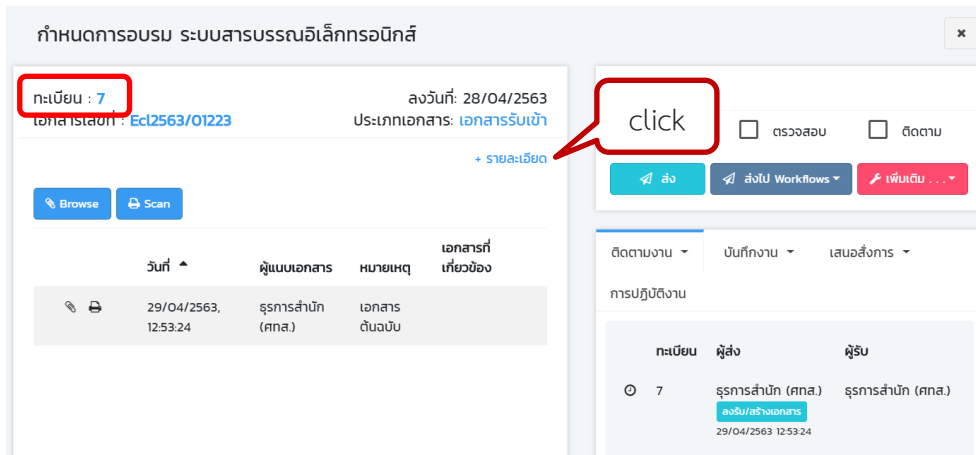 กำหนดการอบรม ระบบสารบรรณอิเล็กทรอนิกส์
ทะเบียน : 7
ลงวันที่: 28/04/2563
เอกสารเลขที่ : Ecl2563/01223
ประเภทเอกสาร: เอกสารรับเข้า
+ รายละเอียด
click
Browse
Scan
วันที่
ผู้แนบเอกสาร
หมายเหตุ
เอกสารที่
เกี่ยวข้อง
29/04/2563,
12:53:24
ธุรการสำนัก
(ศทส.)
เอกสาร
ต้นฉบับ
ตรวจสอบ
ติดตาม
ส่ง
ส่งไป Workflows
เพิ่มเติม . . .
ติดตามงาน
บันทึกงาน
เสนอสั่งการ
การปฏิบัติงาน
ทะเบียน
ผู้ส่ง
ผู้รับ
7
ธุรการสำนัก (ศทส.)
ธุรการสำนัก (ศทส.)
ลงรับ/สร้างเอกสาร
29/04/2563 12:53:24